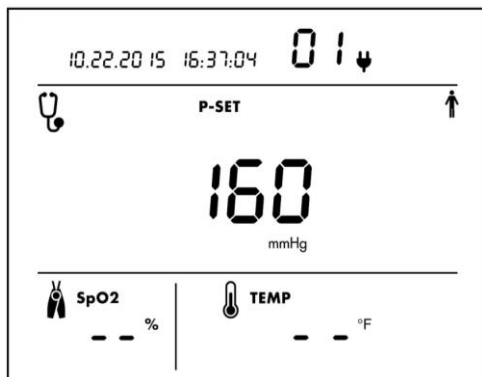 10.22.2015 16:37:04 01
P-SET
160
mmHg
SpO2 TEMP
-- % -- °F